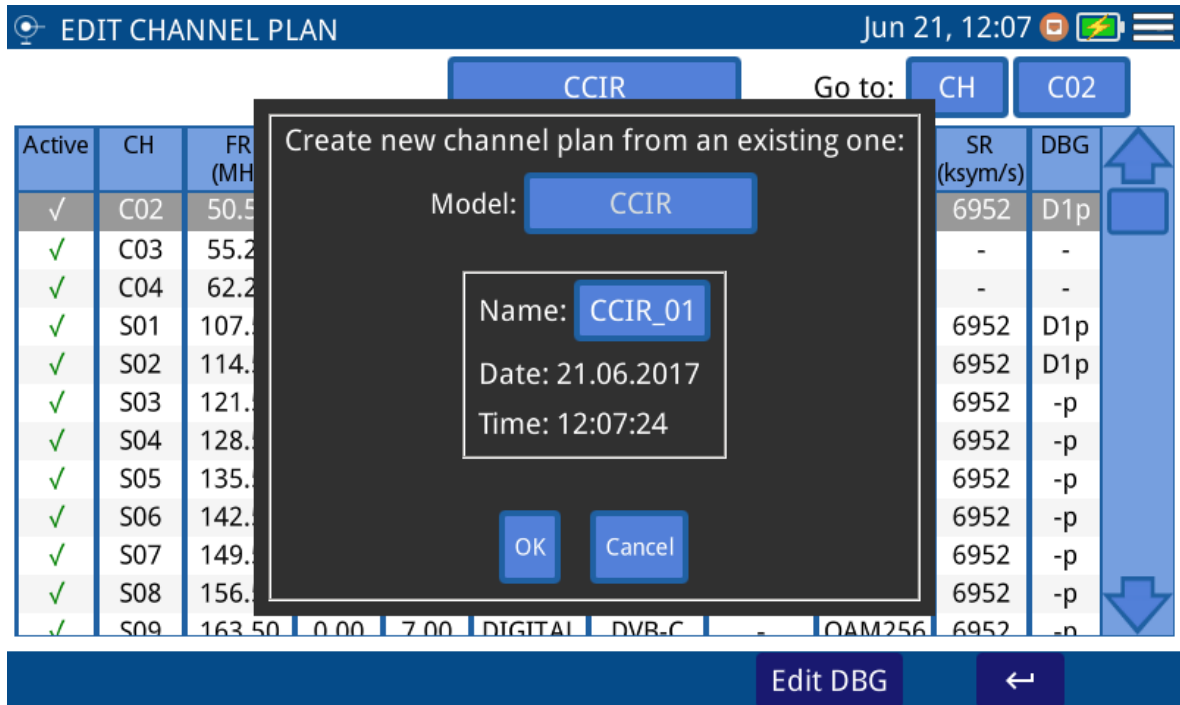 EDIT CHANNEL PLAN Jun 21, 12:07
CCIR Go to: CH C02
Create new channel plan from an existing one:
Model: CCIR
Name: CCIR_01
Date: 21.06.2017
Time: 12:07:24
OK Cancel
Active CH FR SR DBG
(MH (ksym/s)
√ C02 50.5 6952 D1p
√ C03 55.2 - -
√ C04 62.2 - -
√ S01 107. 6952 D1p
√ S02 114. 6952 D1p
√ S03 121. 6952 -p
√ S04 128. 6952 -p
√ S05 135. 6952 -p
√ S06 142. 6952 -p
√ S07 149. 6952 -p
√ S08 156. 6952 -p
√ S09 163.50 0.00 7.00 DIGITAL DVB-C - QAM256 6952 -p
Edit DBG ↵